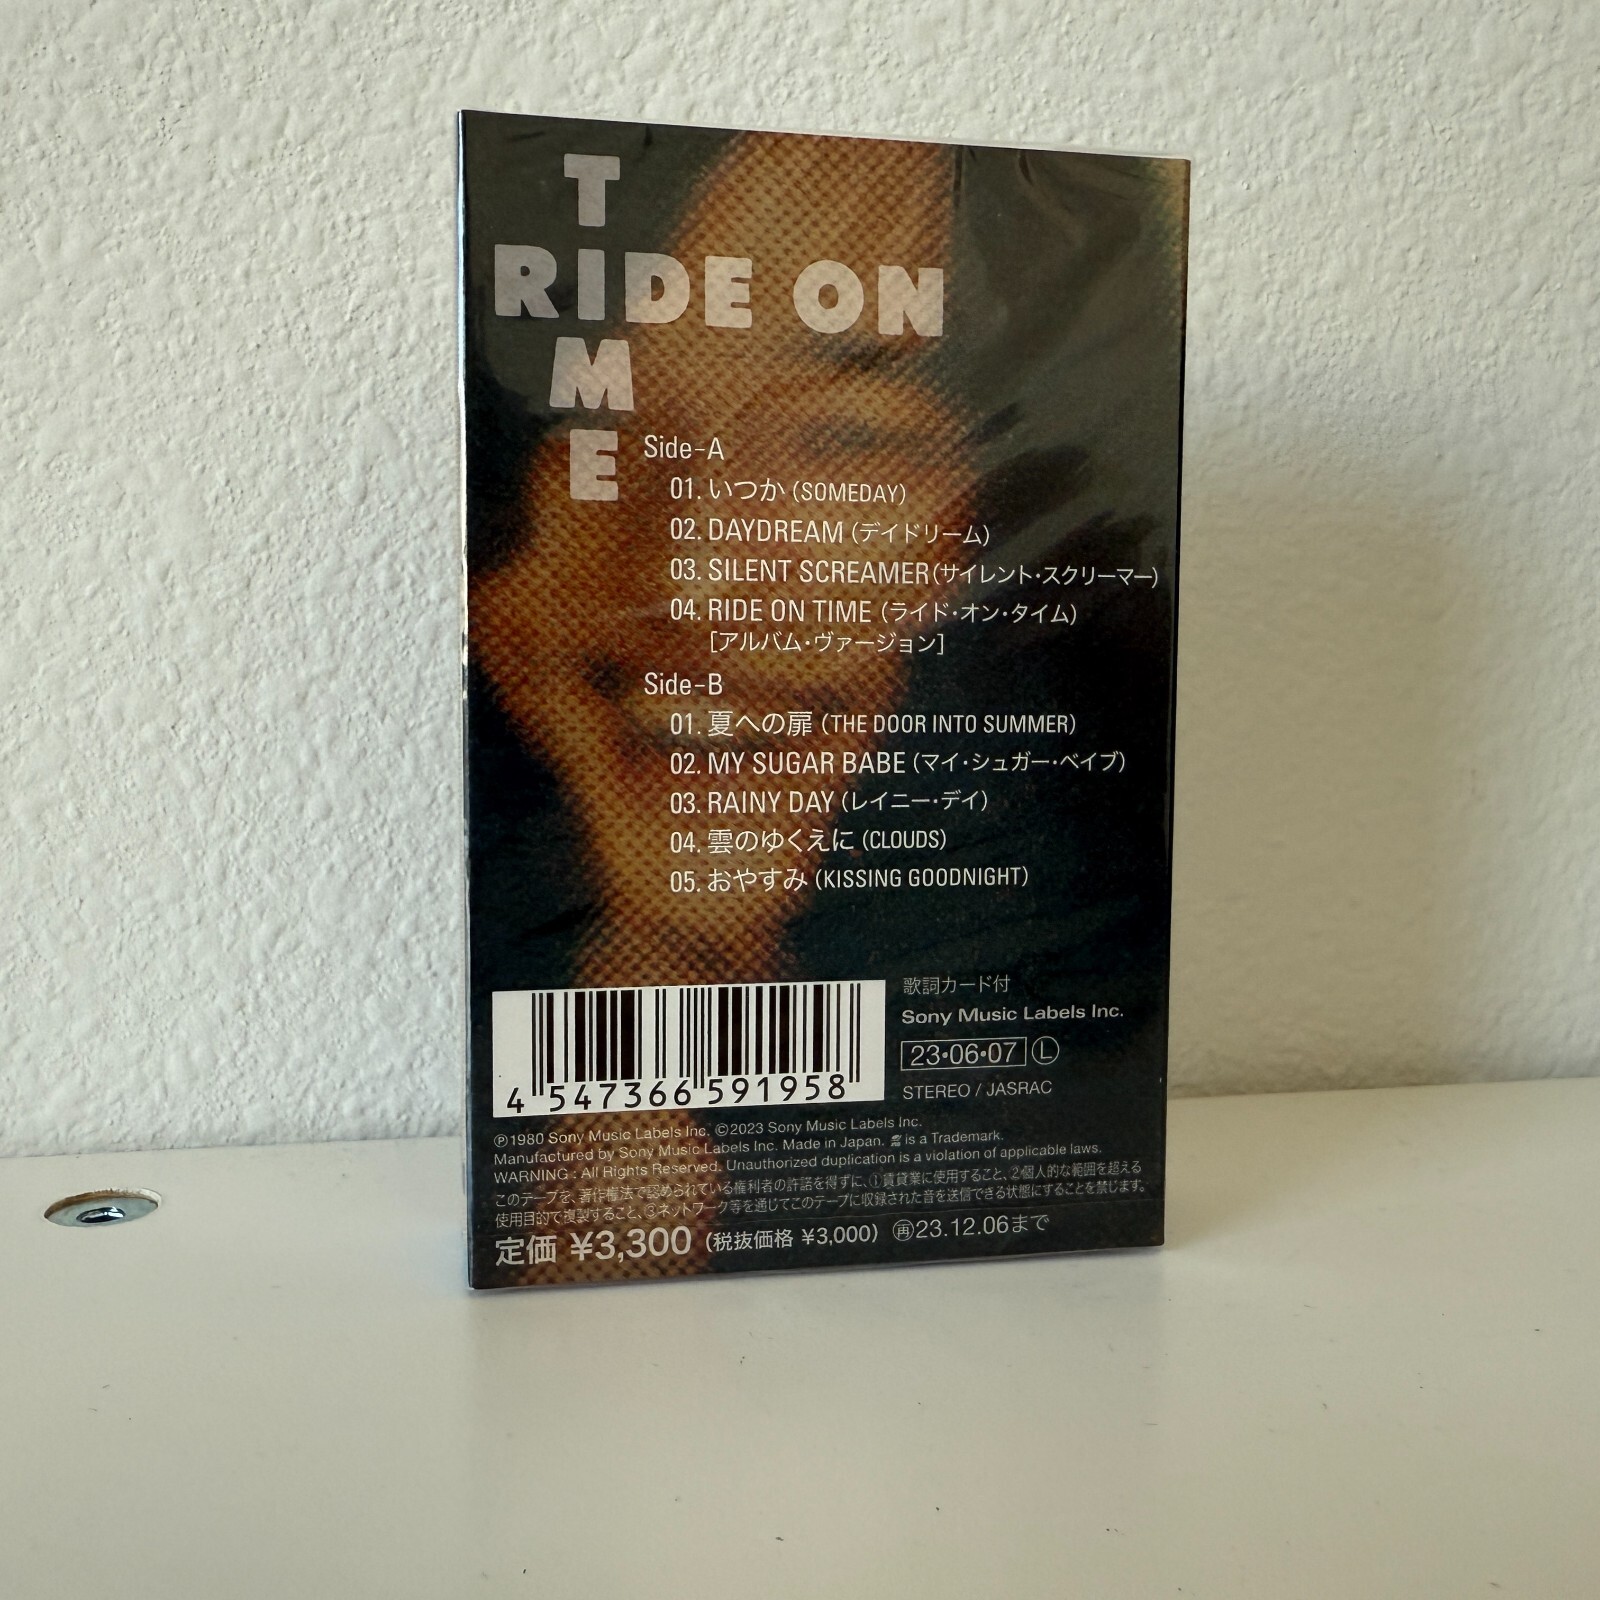 TIME
RIDE ON
Side-A
01. いつか (SOMEDAY)
02. DAYDREAM (デイドリーム)
03. SILENT SCREAMER (サイレント・スクリーマー)
04. RIDE ON TIME (ライド・オン・タイム)
[アルバム・ヴァージョン]
Side-B
01. 夏への扉 (THE DOOR INTO SUMMER)
02. MY SUGAR BABE (マイ・シュガー・ベイブ)
03. RAINY DAY (レイニー・デイ)
04. 雲のゆくえに (CLOUDS)
05. おやすみ (KISSING GOODNIGHT)
歌詞カード付
Sony Music Labels Inc.
23•06•07 Ⓛ
STEREO / JASRAC
4 547366 591958
℗1980 Sony Music Labels Inc. ©2023 Sony Music Labels Inc.
Manufactured by Sony Music Labels Inc. Made in Japan. is a Trademark.
WARNING : All Rights Reserved. Unauthorized duplication is a violation of applicable laws.
このテープを、著作権法で認められている権利者の許諾を得ずに、①賃貸業に使用すること、②個人的な範囲を超える
使用目的で複製すること、③ネットワーク等を通じてこのテープに収録された音を送信できる状態にすることを禁じます。
定価 ¥3,300 (税抜価格 ¥3,000) ㊢23.12.06まで